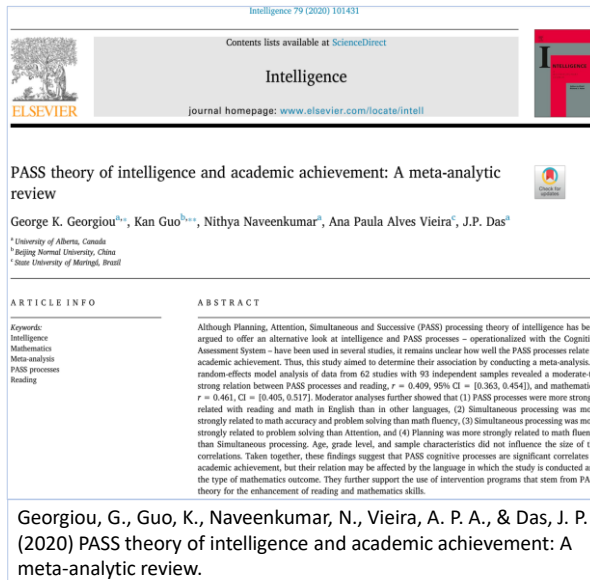 Intelligence 79 (2020) 101431
Contents lists available at ScienceDirect
Intelligence
journal homepage: www.elsevier.com/locate/intell
ELSEVIER
INTELLIGENCE
PASS theory of intelligence and academic achievement: A meta-analytic
review
Check for
updates
George K. Georgiou, Kan Guo, Nithya Naveenkumar, Ana Paula Alves Vieira, J.P. Das
a University of Alberta, Canada
b Beijing Normal University, China
c State University of Maringá, Brazil
ARTICLE INFO
Keywords:
Intelligence
Mathematics
Meta-analysis
PASS processes
Reading
ABSTRACT
Although Planning, Attention, Simultaneous and Successive (PASS) processing theory of intelligence has be
argued to offer an alternative look at intelligence and PASS processes – operationalized with the Cogniti
Assessment System – have been used in several studies, it remains unclear how well the PASS processes relate
academic achievement. Thus, this study aimed to determine their association by conducting a meta-analysis.
random-effects model analysis of data from 62 studies with 93 independent samples revealed a moderate-t
strong relation between PASS processes and reading, r = 0.409, 95% CI = [0.363, 0.454]), and mathematic
r = 0.461, CI = [0.405, 0.517]. Moderator analyses further showed that (1) PASS processes were more strong
related with reading and math in English than in other languages, (2) Simultaneous processing was mo
strongly related to math accuracy and problem solving than math fluency, (3) Simultaneous processing was mo
strongly related to problem solving than Attention, and (4) Planning was more strongly related to math fluen
than Simultaneous processing. Age, grade level, and sample characteristics did not influence the size of t
correlations. Taken together, these findings suggest that PASS cognitive processes are significant correlates
academic achievement, but their relation may be affected by the language in which the study is conducted a
the type of mathematics outcome. They further support the use of intervention programs that stem from PA
theory for the enhancement of reading and mathematics skills.
Georgiou, G., Guo, K., Naveenkumar, N., Vieira, A. P. A., & Das, J. P.
(2020) PASS theory of intelligence and academic achievement: A
meta-analytic review.